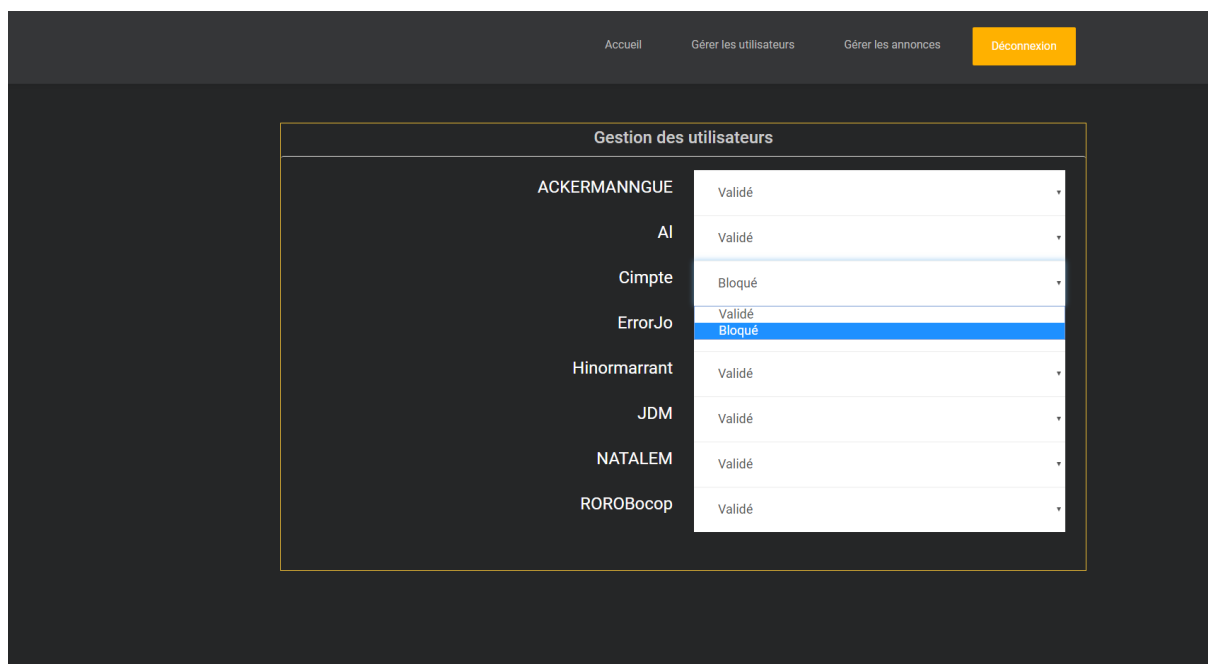 Accueil Gérer les utilisateurs Gérer les annonces Déconnexion
Gestion des utilisateurs
ACKERMANNGUE Validé
Al Validé
Cimpte Bloqué
Validé
ErrorJo Bloqué
Hinormarrant Validé
JDM Validé
NATALEM Validé
ROROBocop Validé